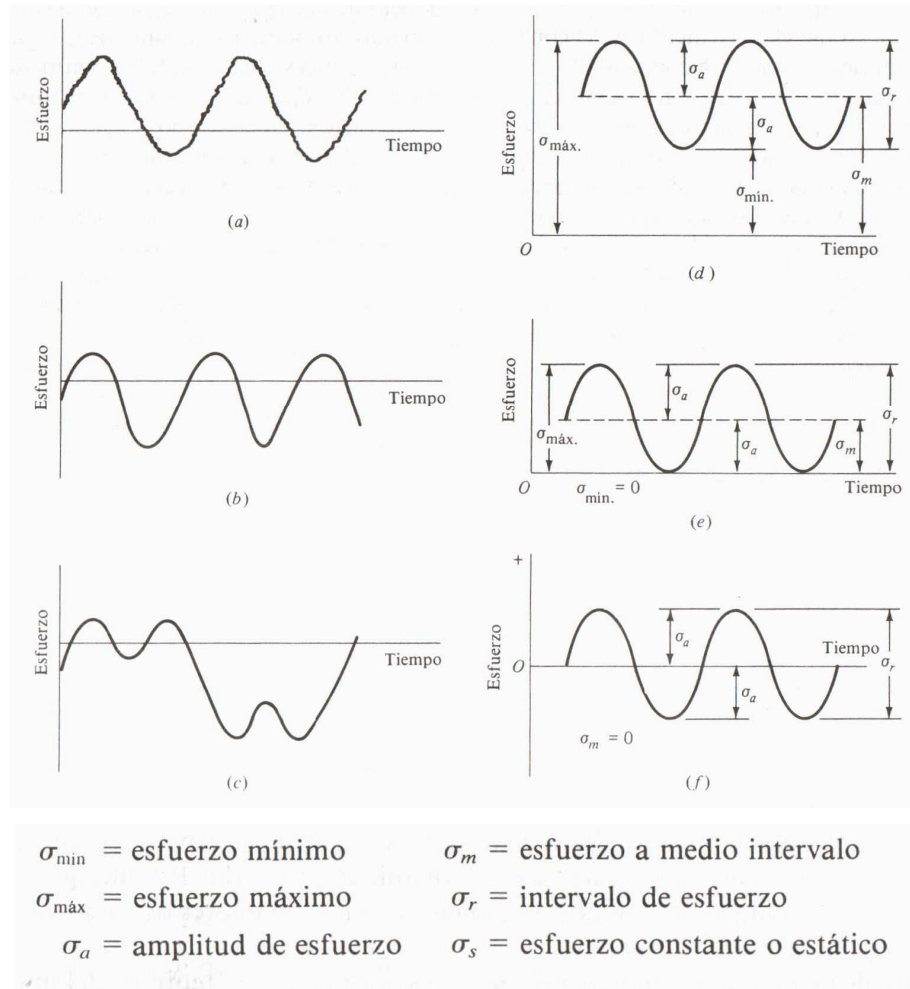 Esfuerzo
Tiempo
(a)
Esfuerzo
Tiempo
(b)
Esfuerzo
Tiempo
(c)
Esfuerzo
σmáx.
σa
σa
σmín.
σr
σm
O
Tiempo
(d)
Esfuerzo
σmáx.
σa
σa
σm
σr
O
σmin. = 0
Tiempo
(e)
+
Esfuerzo
O
σa
σa
Tiempo
σr
σm = 0
(f)
σmin = esfuerzo mínimo
σmáx = esfuerzo máximo
σa = amplitud de esfuerzo
σm = esfuerzo a medio intervalo
σr = intervalo de esfuerzo
σs = esfuerzo constante o estático